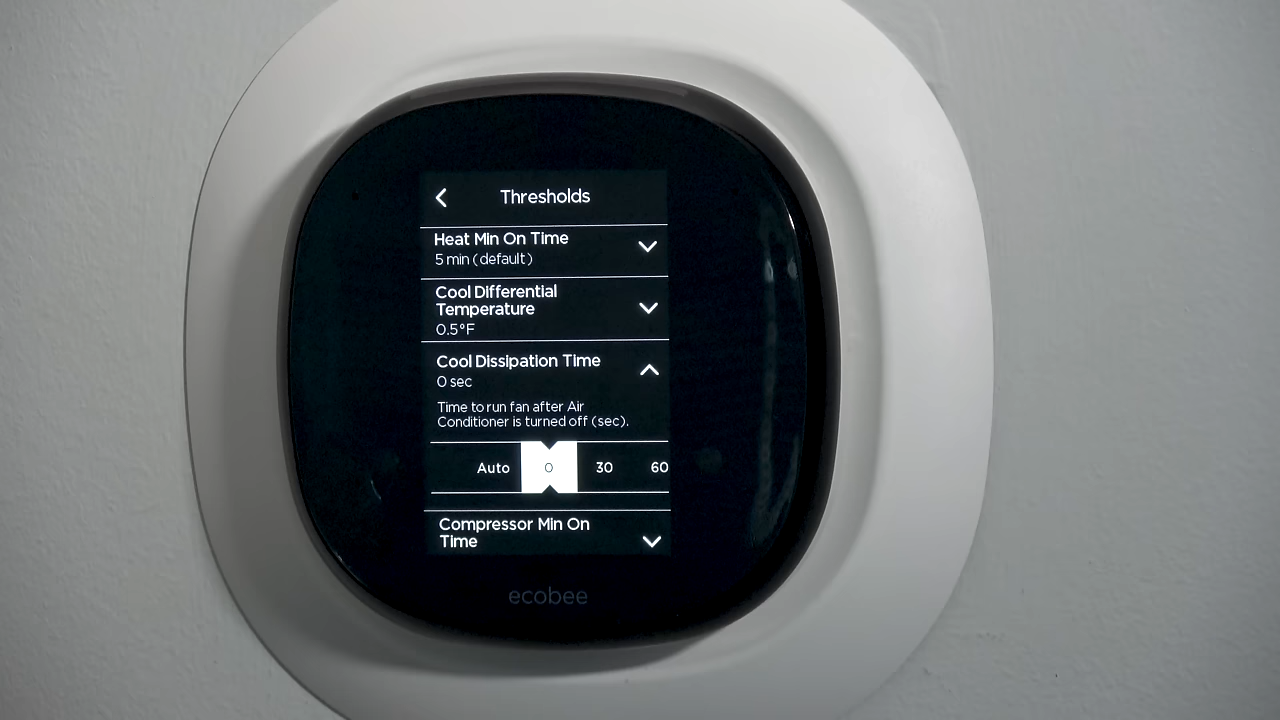 Thresholds
Heat Min On Time
5 min (default)
Cool Differential
Temperature
0.5°F
Cool Dissipation Time
0 sec
Time to run fan after Air
Conditioner is turned off (sec).
Auto 0 30 60
Compressor Min On
Time
ecobee